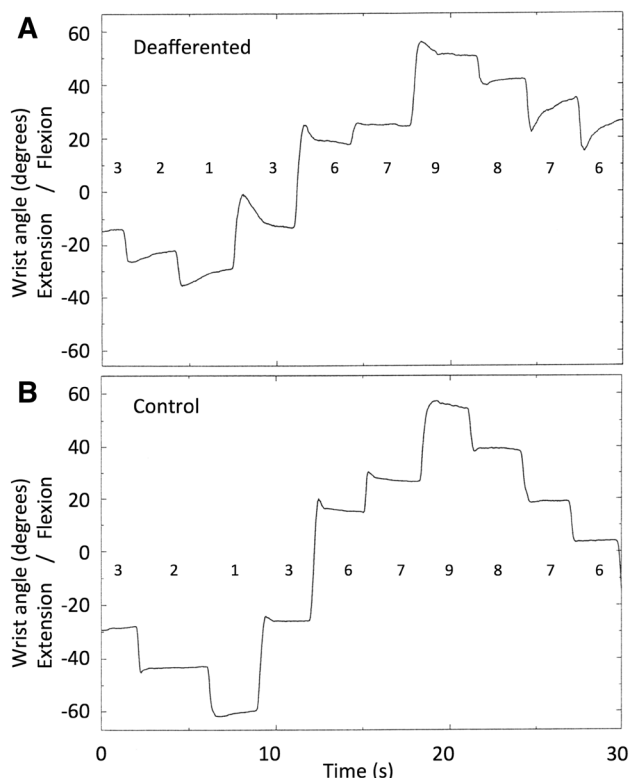 A
Deafferented
60
40
20
0
-20
-40
-60
Wrist angle (degrees)
Extension / Flexion
3 2 1 3 6 7 9 8 7 6
B
Control
60
40
20
0
-20
-40
-60
Wrist angle (degrees)
Extension / Flexion
3 2 1 3 6 7 9 8 7 6
0 10 20 30
Time (s)